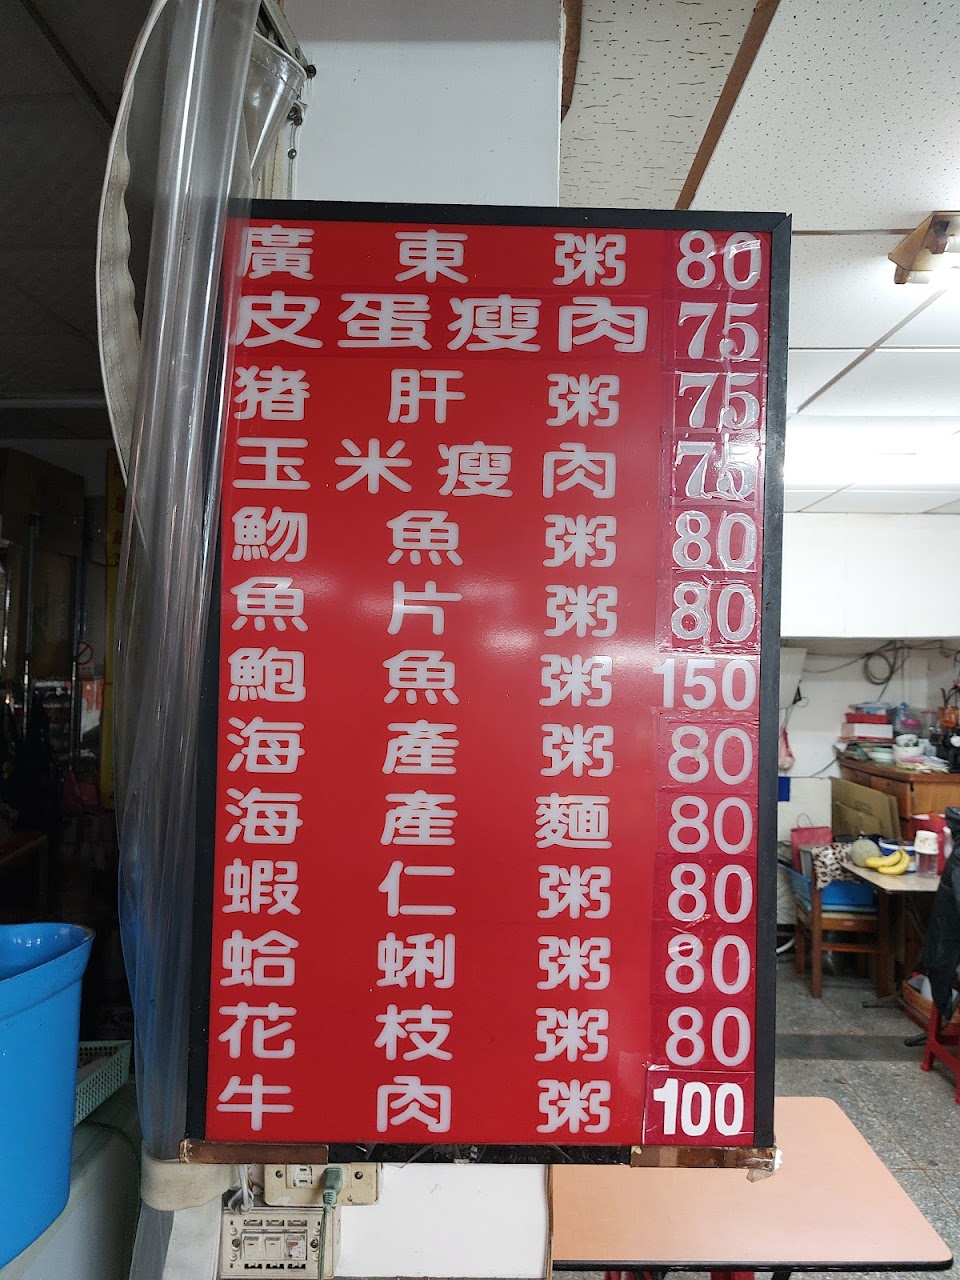 廣東粥 80
皮蛋瘦肉 75
猪肝粥 75
玉米瘦肉 75
魩魚粥 80
魚片粥 80
鮑魚粥 150
海產粥 80
海產麵 80
蝦仁粥 80
蛤蜊粥 80
花枝粥 80
牛肉粥 100